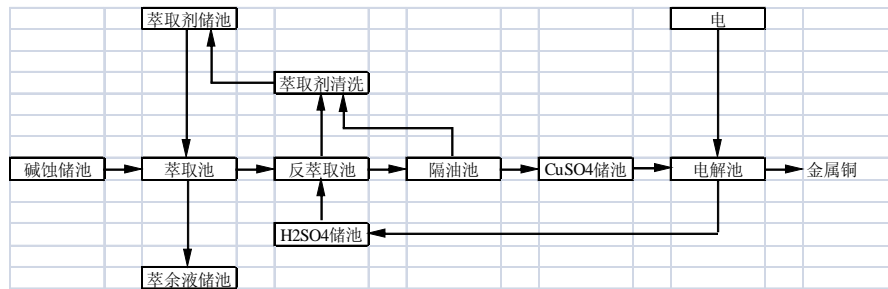 萃取剂储池
电
萃取剂清洗
碱蚀储池
萃取池
反萃取池
隔油池
CuSO4储池
电解池
金属铜
H2SO4储池
萃余液储池